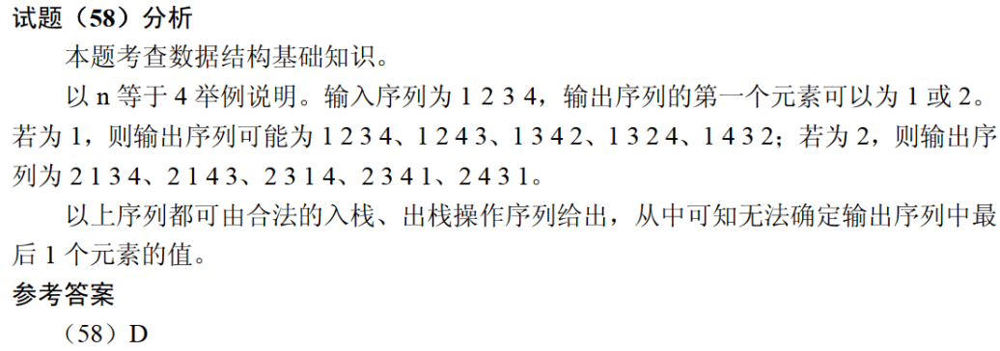 试题（58）分析
本题考查数据结构基础知识。
以 n 等于 4 举例说明。输入序列为 1 2 3 4，输出序列的第一个元素可以为 1 或 2。
若为 1，则输出序列可能为 1 2 3 4、1 2 4 3、1 3 4 2、1 3 2 4、1 4 3 2；若为 2，则输出序
列为 2 1 3 4、2 1 4 3、2 3 1 4、2 3 4 1、2 4 3 1。
以上序列都可由合法的入栈、出栈操作序列给出，从中可知无法确定输出序列中最
后 1 个元素的值。
参考答案
（58）D